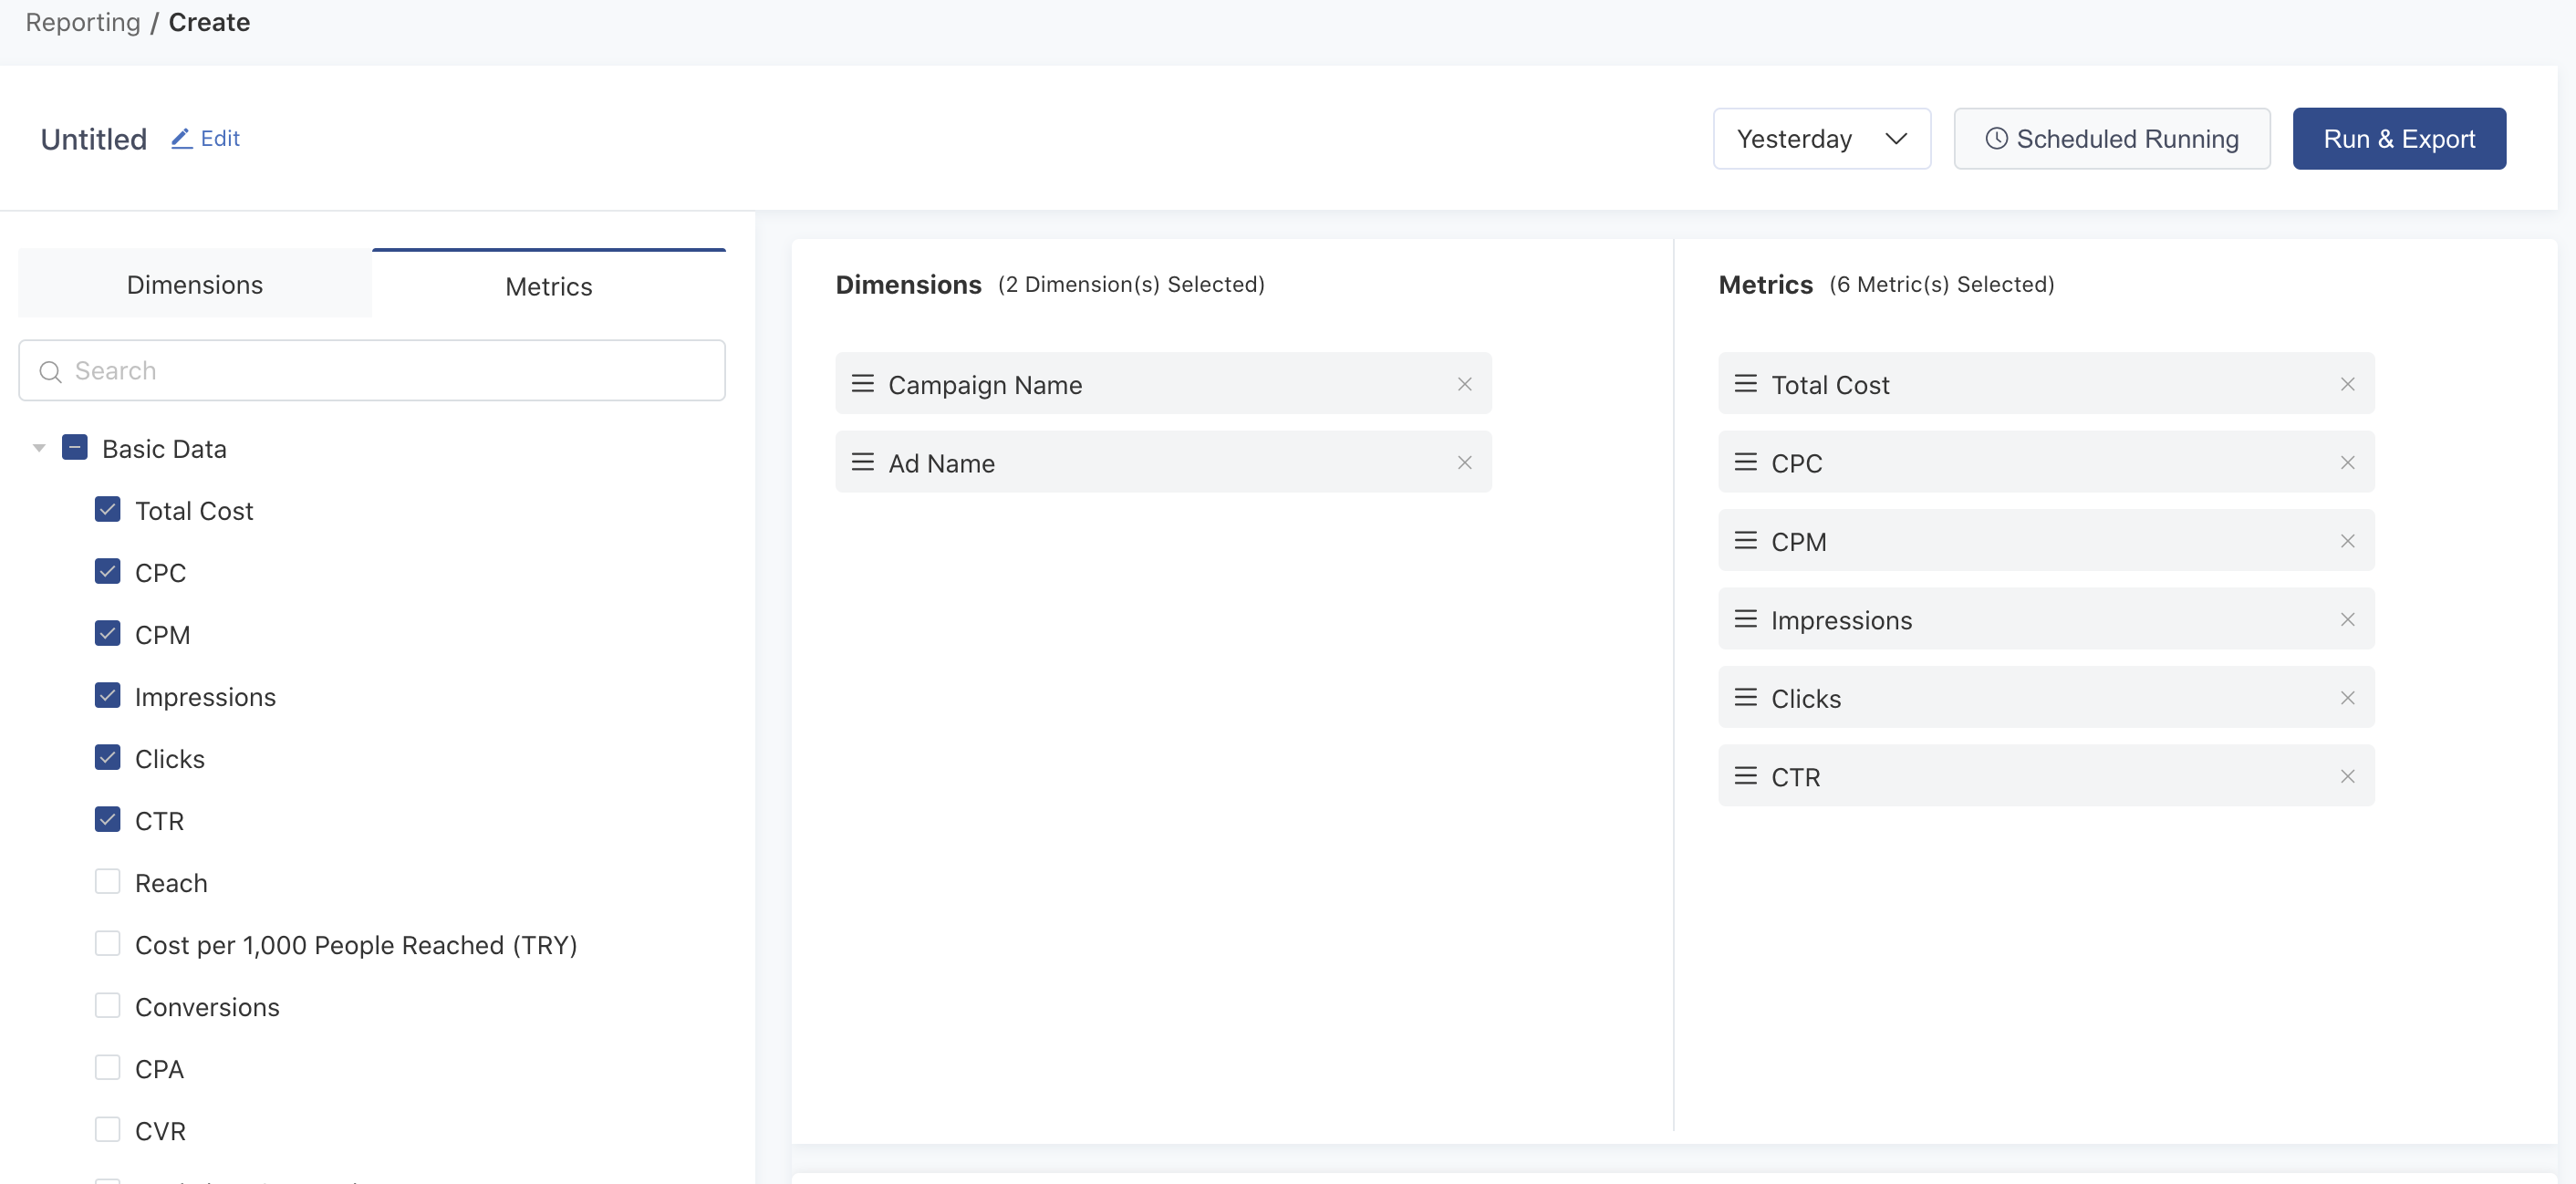 Reporting / Create
Untitled Edit
Yesterday
Scheduled Running
Run & Export
Dimensions
Metrics
Search
Basic Data
Total Cost
CPC
CPM
Impressions
Clicks
CTR
Reach
Cost per 1,000 People Reached (TRY)
Conversions
CPA
CVR
Dimensions (2 Dimension(s) Selected)
Campaign Name
Ad Name
Metrics (6 Metric(s) Selected)
Total Cost
CPC
CPM
Impressions
Clicks
CTR